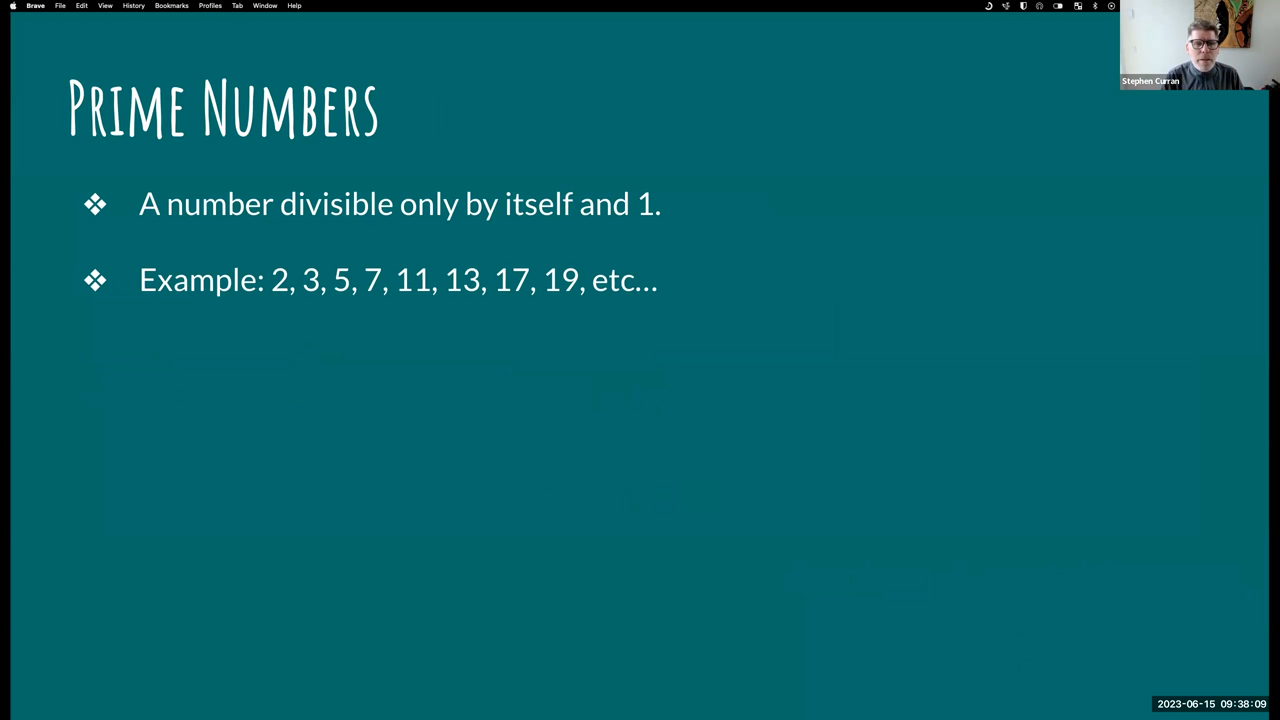 Brave File Edit View History Bookmarks Profiles Tab Window Help
Stephen Curran
PRIME NUMBERS
❖ A number divisible only by itself and 1.
❖ Example: 2, 3, 5, 7, 11, 13, 17, 19, etc...
2023-06-15 09:38:09